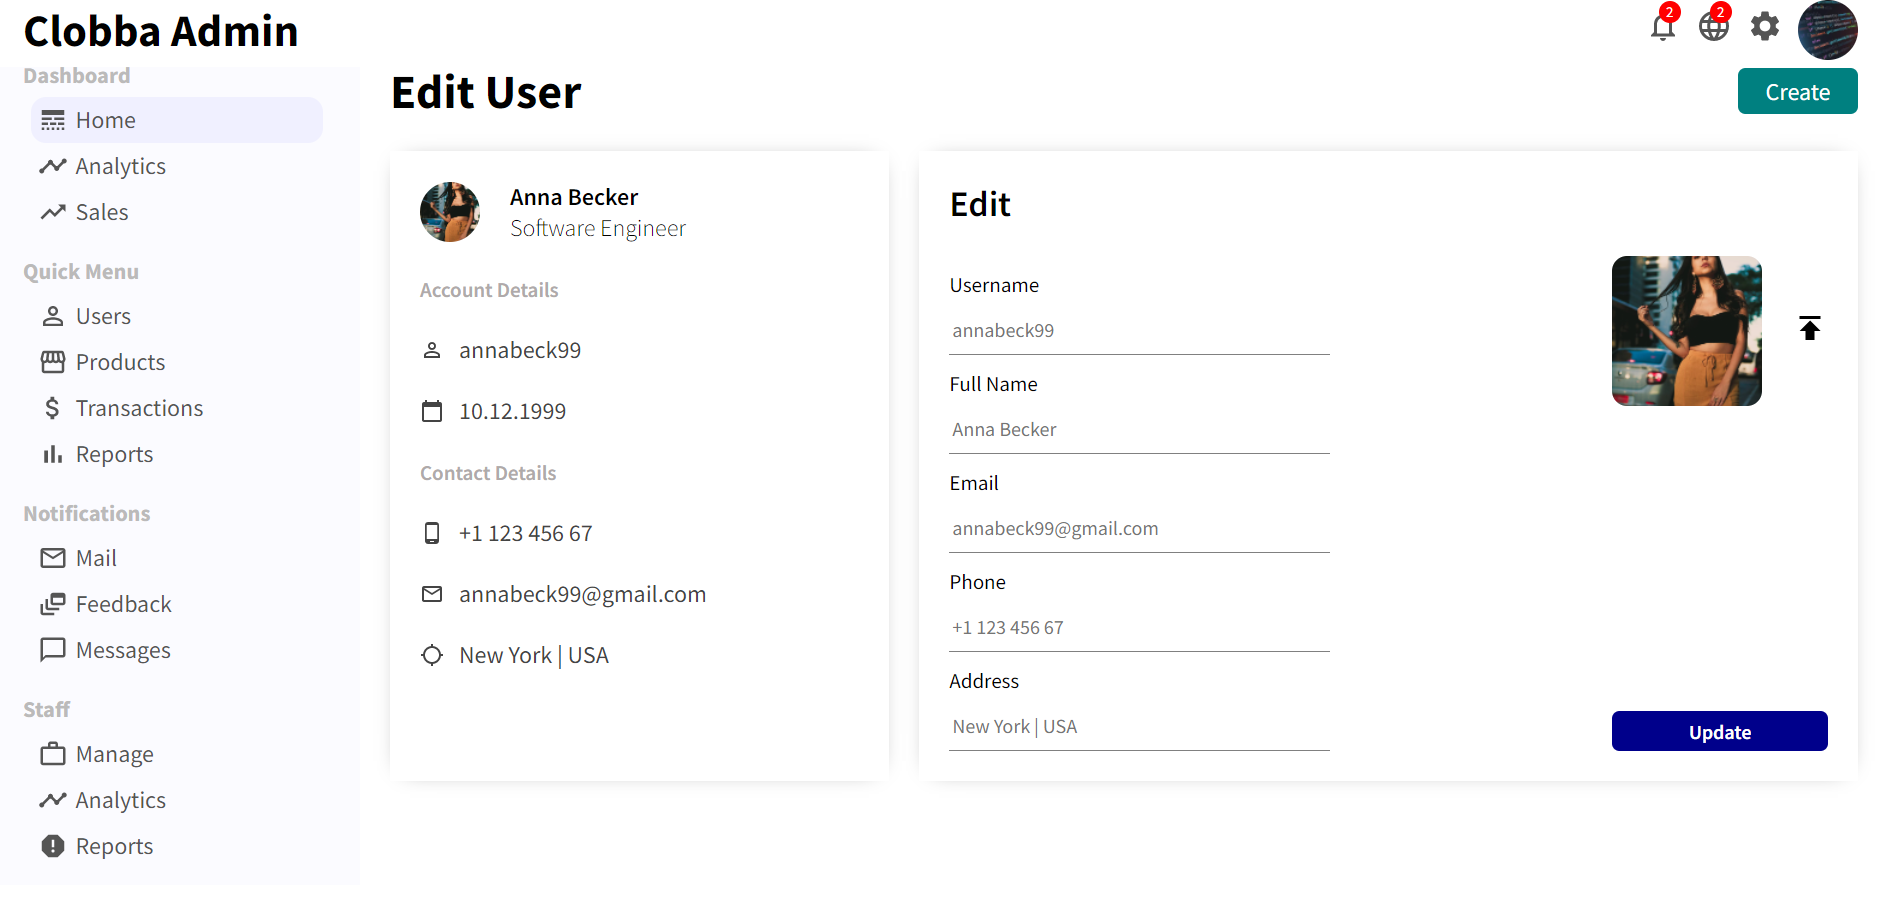 Clobba Admin
2
2
Dashboard
Home
Analytics
Sales
Quick Menu
Users
Products
Transactions
Reports
Notifications
Mail
Feedback
Messages
Staff
Manage
Analytics
Reports
Edit User
Create
Anna Becker
Software Engineer
Account Details
annabeck99
10.12.1999
Contact Details
+1 123 456 67
annabeck99@gmail.com
New York | USA
Edit
Username
annabeck99
Full Name
Anna Becker
Email
annabeck99@gmail.com
Phone
+1 123 456 67
Address
New York | USA
Update